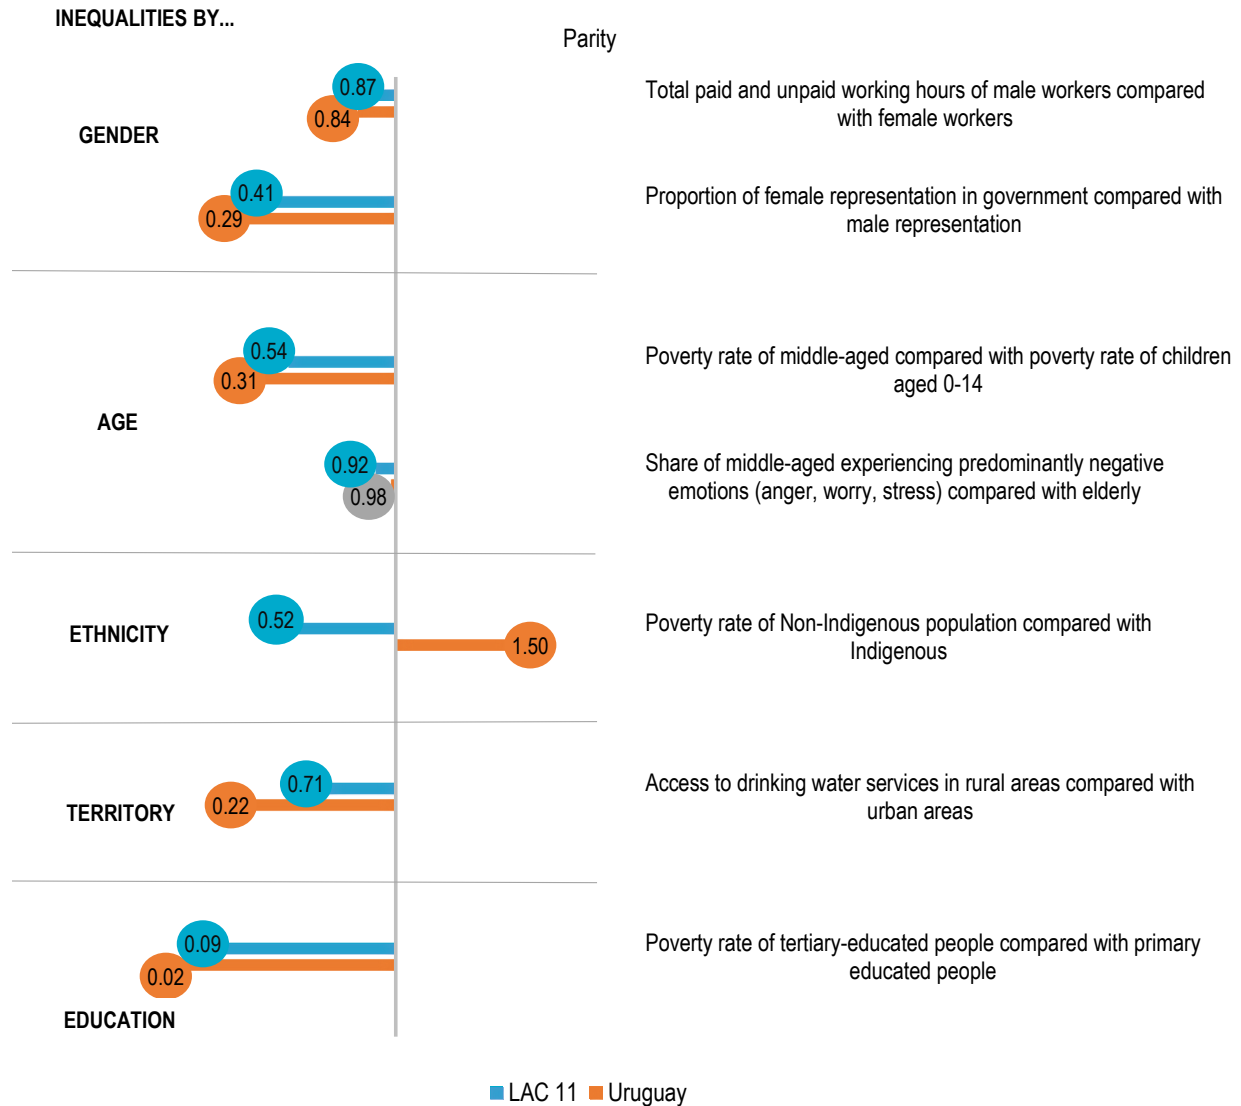 INEQUALITIES BY...
Parity
0.87
0.84
GENDER
Total paid and unpaid working hours of male workers compared
with female workers
0.41
0.29
Proportion of female representation in government compared with
male representation
0.54
0.31
Poverty rate of middle-aged compared with poverty rate of children
aged 0-14
AGE
0.92
0.98
Share of middle-aged experiencing predominantly negative
emotions (anger, worry, stress) compared with elderly
ETHNICITY
0.52
1.50
Poverty rate of Non-Indigenous population compared with
Indigenous
TERRITORY
0.71
0.22
Access to drinking water services in rural areas compared with
urban areas
0.09
0.02
Poverty rate of tertiary-educated people compared with primary
educated people
EDUCATION
LAC 11 Uruguay